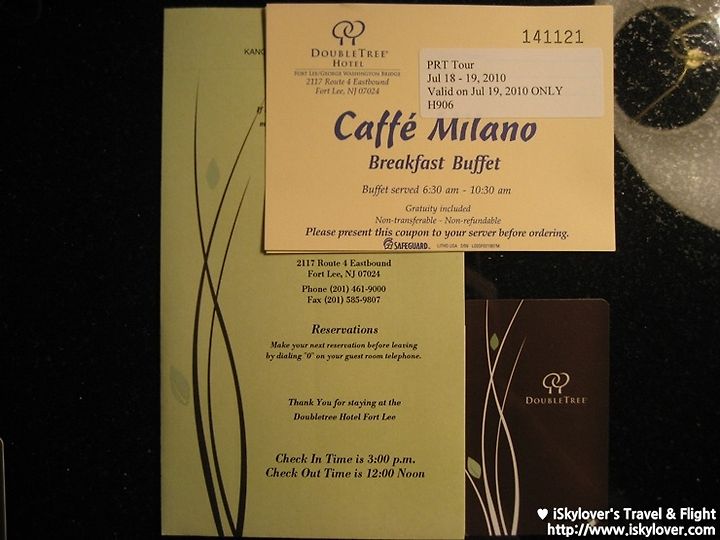 141121
DOUBLETREE®
HOTEL
FORT LEE/GEORGE WASHINGTON BRIDGE
2117 Route 4 Eastbound
Fort Lee, NJ 07024
PRT Tour
Jul 18 - 19, 2010
Valid on Jul 19, 2010 ONLY
H906
Caffé Milano
Breakfast Buffet
Buffet served 6:30 am - 10:30 am
Gratuity included
Non-transferable - Non-refundable
Please present this coupon to your server before ordering.
SAFEGUARD. LITHO USA
KANG
If
2117 Route 4 Eastbound
Fort Lee, NJ 07024
Phone (201) 461-9000
Fax (201) 585-9807
Reservations
Make your next reservation before leaving
by dialing "0" on your guest room telephone.
Thank You for staying at the
Doubletree Hotel Fort Lee
Check In Time is 3:00 p.m.
Check Out Time is 12:00 Noon
DOUBLETREE®
♥ iSkylover's Travel & Flight
http://www.iskylover.com